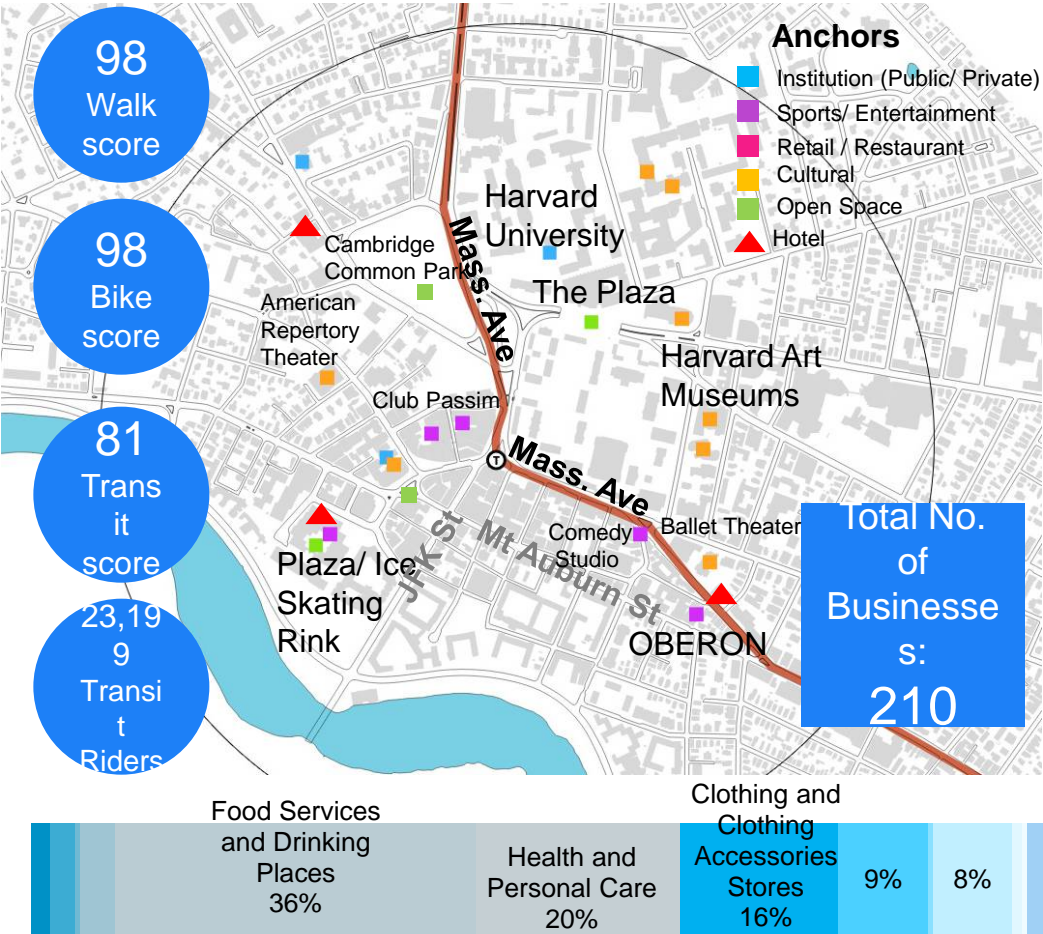 98
Walk
score
98
Bike
score
81
Trans
it
score
23,19
9
Transi
t
Riders
Anchors
Institution (Public/ Private)
Sports/ Entertainment
Retail / Restaurant
Cultural
Open Space
Hotel
Harvard
University
Mass. Ave
Cambridge
Common Park
The Plaza
American
Repertory
Theater
Harvard Art
Museums
Club Passim
T
Mass. Ave
Comedy
Studio
Ballet Theater
JFK St
Mt Auburn St
Plaza/ Ice
Skating
Rink
OBERON
Total No.
of
Businesse
s:
210
Food Services
and Drinking
Places
36%
Health and
Personal Care
20%
Clothing and
Clothing
Accessories
Stores
16%
9%
8%